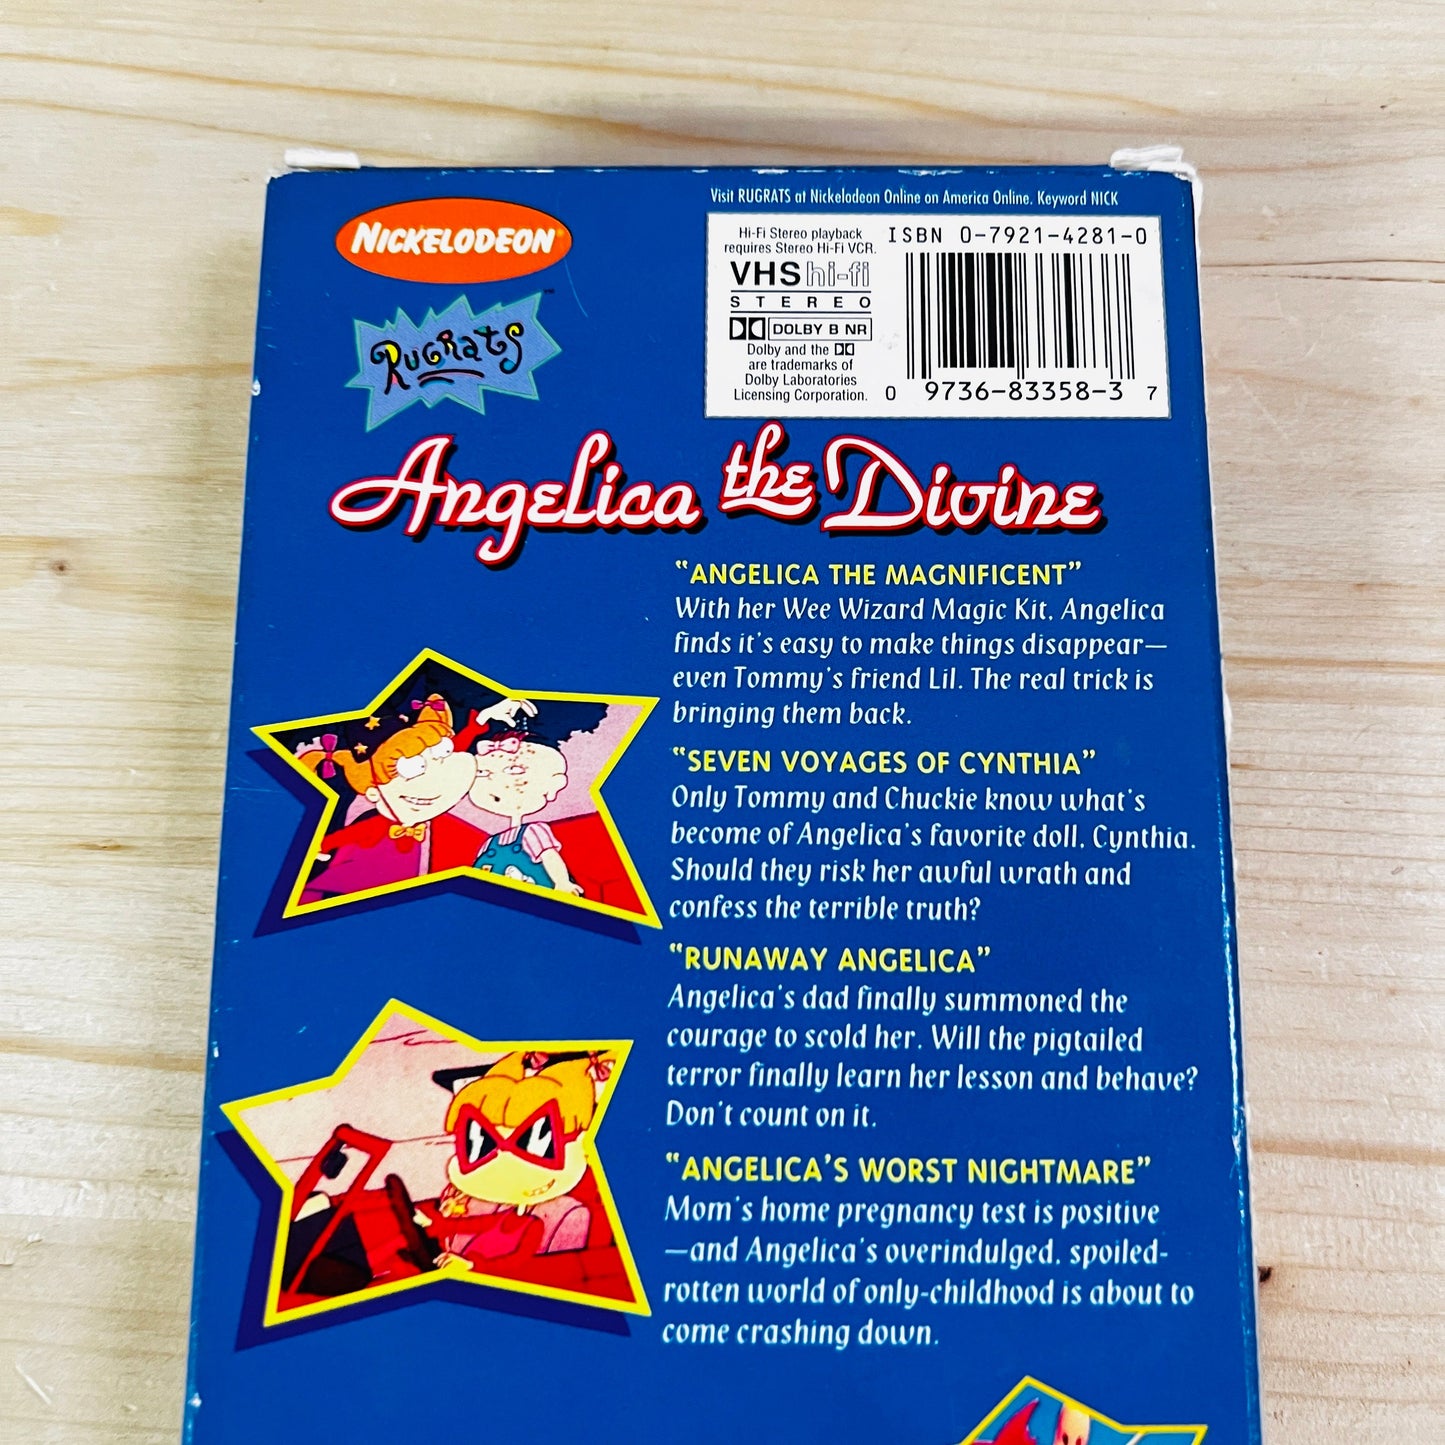 NICKELODEON
RUGRATS™
Visit RUGRATS at Nickelodeon Online on America Online. Keyword NICK
Hi-Fi Stereo playback
requires Stereo Hi-Fi VCR.
VHS hi-fi
STEREO
DOLBY B NR
Dolby and the
are trademarks of
Dolby Laboratories
Licensing Corporation.
ISBN 0-7921-4281-0
0 9736-83358-3 7
Angelica the Divine
"ANGELICA THE MAGNIFICENT"
With her Wee Wizard Magic Kit, Angelica
finds it's easy to make things disappear—
even Tommy's friend Lil. The real trick is
bringing them back.
"SEVEN VOYAGES OF CYNTHIA"
Only Tommy and Chuckie know what's
become of Angelica's favorite doll, Cynthia.
Should they risk her awful wrath and
confess the terrible truth?
"RUNAWAY ANGELICA"
Angelica's dad finally summoned the
courage to scold her. Will the pigtailed
terror finally learn her lesson and behave?
Don't count on it.
"ANGELICA'S WORST NIGHTMARE"
Mom's home pregnancy test is positive
—and Angelica's overindulged, spoiled-
rotten world of only-childhood is about to
come crashing down.